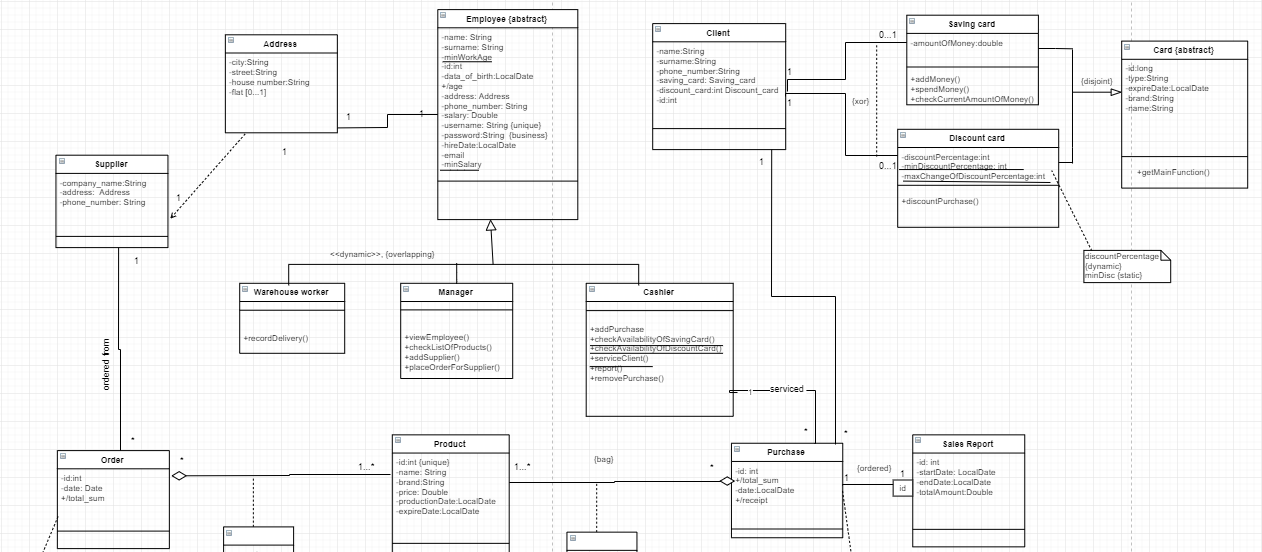 Employee {abstract}
-name: String
-surname: String
-minWorkAge
-id:int
-data_of_birth:LocalDate
+/age
-address: Address
-phone_number: String
-salary: Double
-username: String {unique}
-password:String {business}
-hireDate:LocalDate
-email
-minSalary
Address
-city:String
-street:String
-house number:String
-flat [0...1]
1
1
1
1
Supplier
-company_name:String
-address: Address
-phone_number: String
1
ordered from
*
Client
-name:String
-surname:String
-phone_number:String
-saving_card: Saving_card
-discount_card:int Discount_card
-id:int
1
1
1
0...1
{xor}
0...1
Saving card
-amountOfMoney:double
+addMoney()
+spendMoney()
+checkCurrentAmountOfMoney()
{disjoint}
Card {abstract}
-id:long
-type:String
-expireDate:LocalDate
-brand:String
-name:String
+getMainFunction()
Discount card
-discountPercentage:int
-minDiscountPercentage: int
-maxChangeOfDiscountPercentage:int
+discountPurchase()
discountPercentage
{dynamic}
minDisc {static}
<<dynamic>>, {overlapping}
Warehouse worker
+recordDelivery()
Manager
+viewEmployee()
+checkListOfProducts()
+addSupplier()
+placeOrderForSupplier()
Cashier
+addPurchase
+checkAvailabilityOfSavingCard()
+checkAvailabilityOfDiscountCard()
+serviceClient()
+report()
+removePurchase()
1
serviced
*
*
Order
-id:int
-date: Date
+/total_sum
*
1...*
Product
-id:int {unique}
-name: String
-brand:String
-price: Double
-productionDate:LocalDate
-expireDate:LocalDate
1...*
{bag}
*
Purchase
-id: int
+/total_sum
-date:LocalDate
+/receipt
1
{ordered}
1
id
Sales Report
-id: int
-startDate: LocalDate
-endDate:LocalDate
-totalAmount:Double